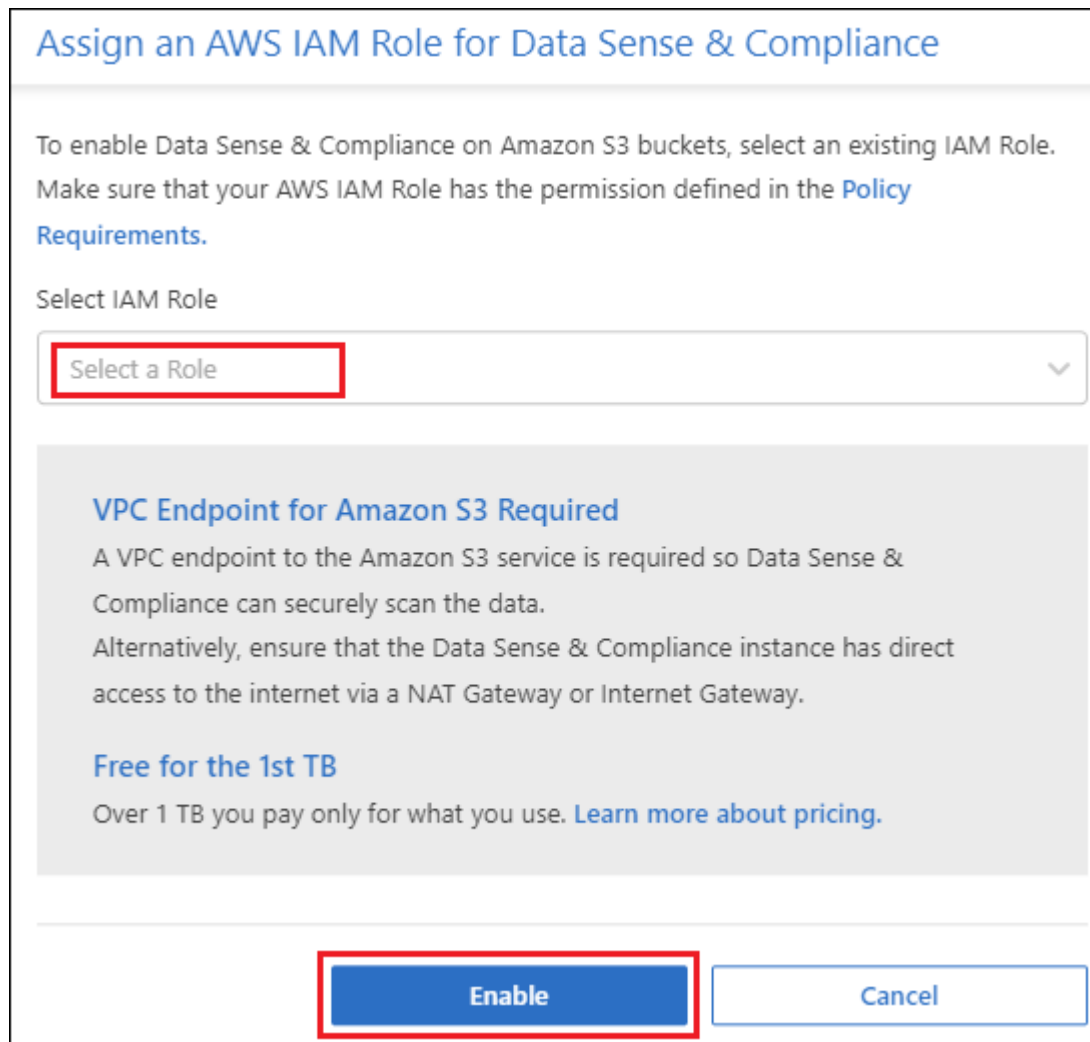 Assign an AWS IAM Role for Data Sense & Compliance
To enable Data Sense & Compliance on Amazon S3 buckets, select an existing IAM Role.
Make sure that your AWS IAM Role has the permission defined in the Policy
Requirements.
Select IAM Role
Select a Role
VPC Endpoint for Amazon S3 Required
A VPC endpoint to the Amazon S3 service is required so Data Sense &
Compliance can securely scan the data.
Alternatively, ensure that the Data Sense & Compliance instance has direct
access to the internet via a NAT Gateway or Internet Gateway.
Free for the 1st TB
Over 1 TB you pay only for what you use. Learn more about pricing.
Enable
Cancel